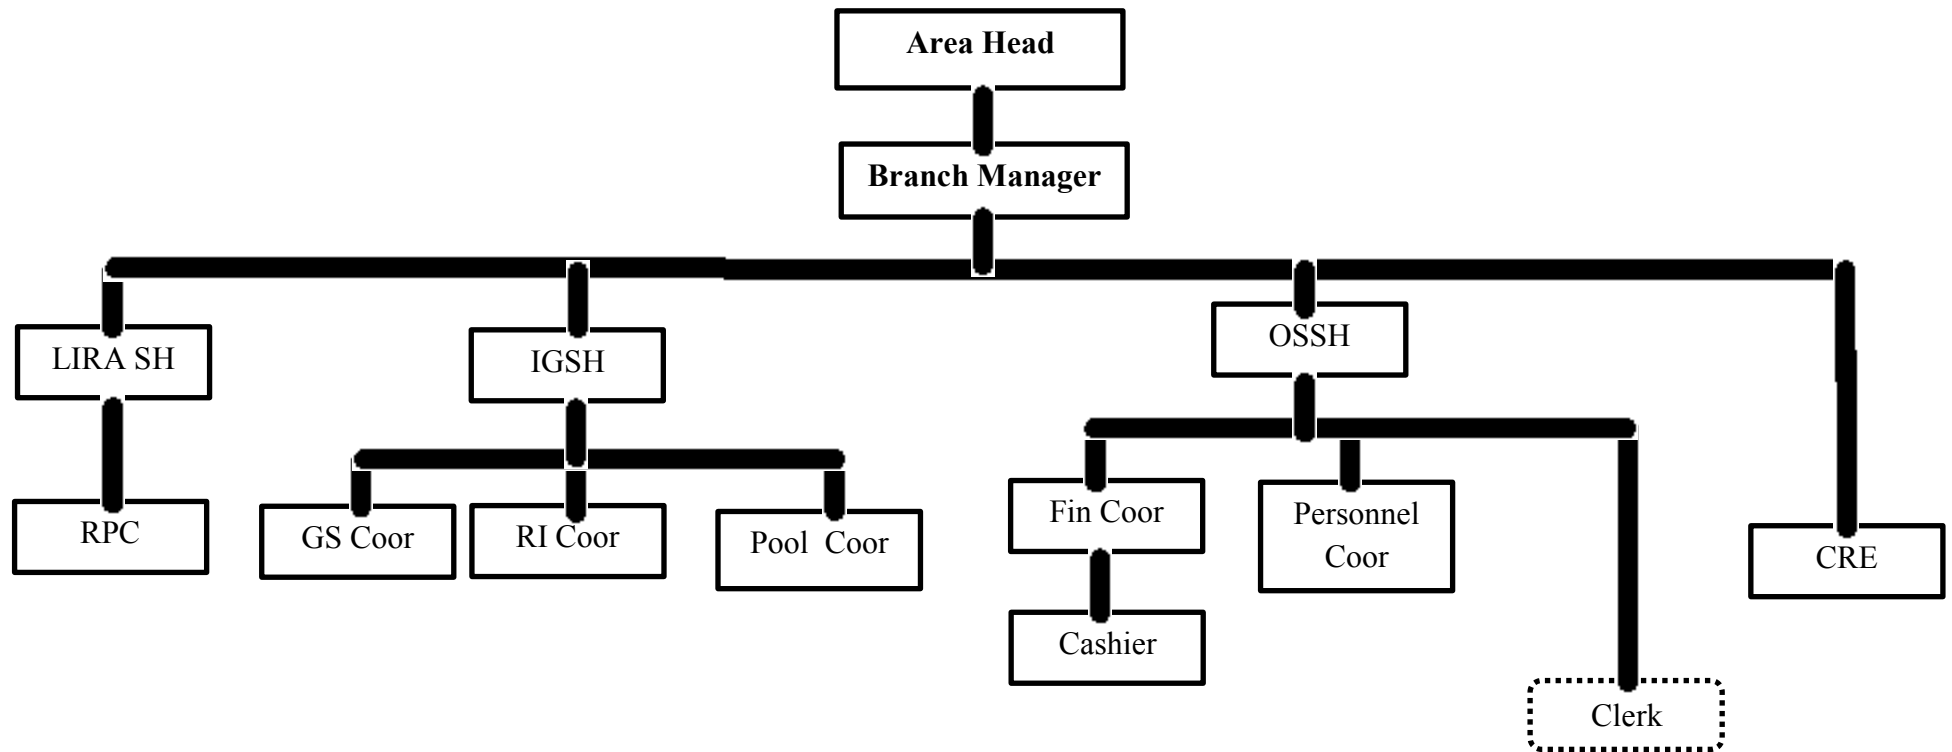 Area Head
Branch Manager
LIRA SH
IGSH
OSSH
RPC
GS Coor
RI Coor
Pool  Coor
Fin Coor
Personnel
Coor
CRE
Cashier
Clerk